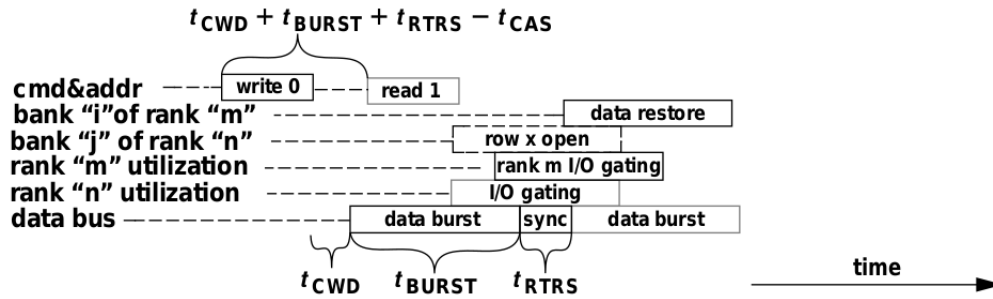 tCWD + tBURST + tRTRS − tCAS
cmd&addr write 0 read 1
bank “i”of rank “m” data restore
bank “j” of rank “n” row x open
rank “m” utilization rank m I/O gating
rank “n” utilization I/O gating
data bus data burst sync data burst
tCWD tBURST tRTRS time